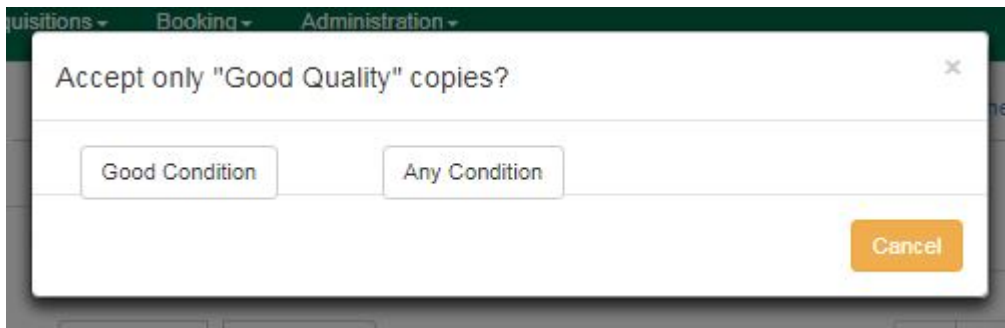 quisitions Booking Administration
Accept only "Good Quality" copies? ×
Good Condition Any Condition
Cancel